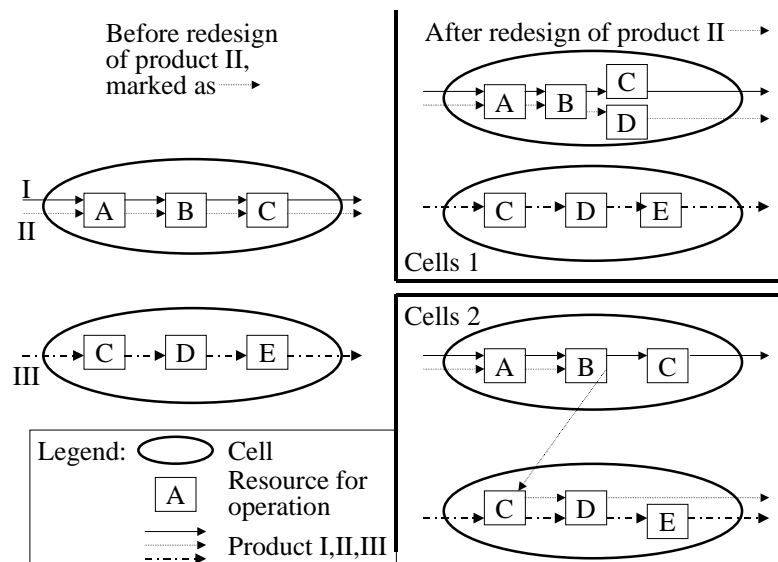 Before redesign
of product II,
marked as
I
II
A
B
C
III
C
D
E
Legend:
Cell
A
Resource for
operation
Product I,II,III
After redesign of product II
A
B
C
D
C
D
E
Cells 1
Cells 2
A
B
C
C
D
E